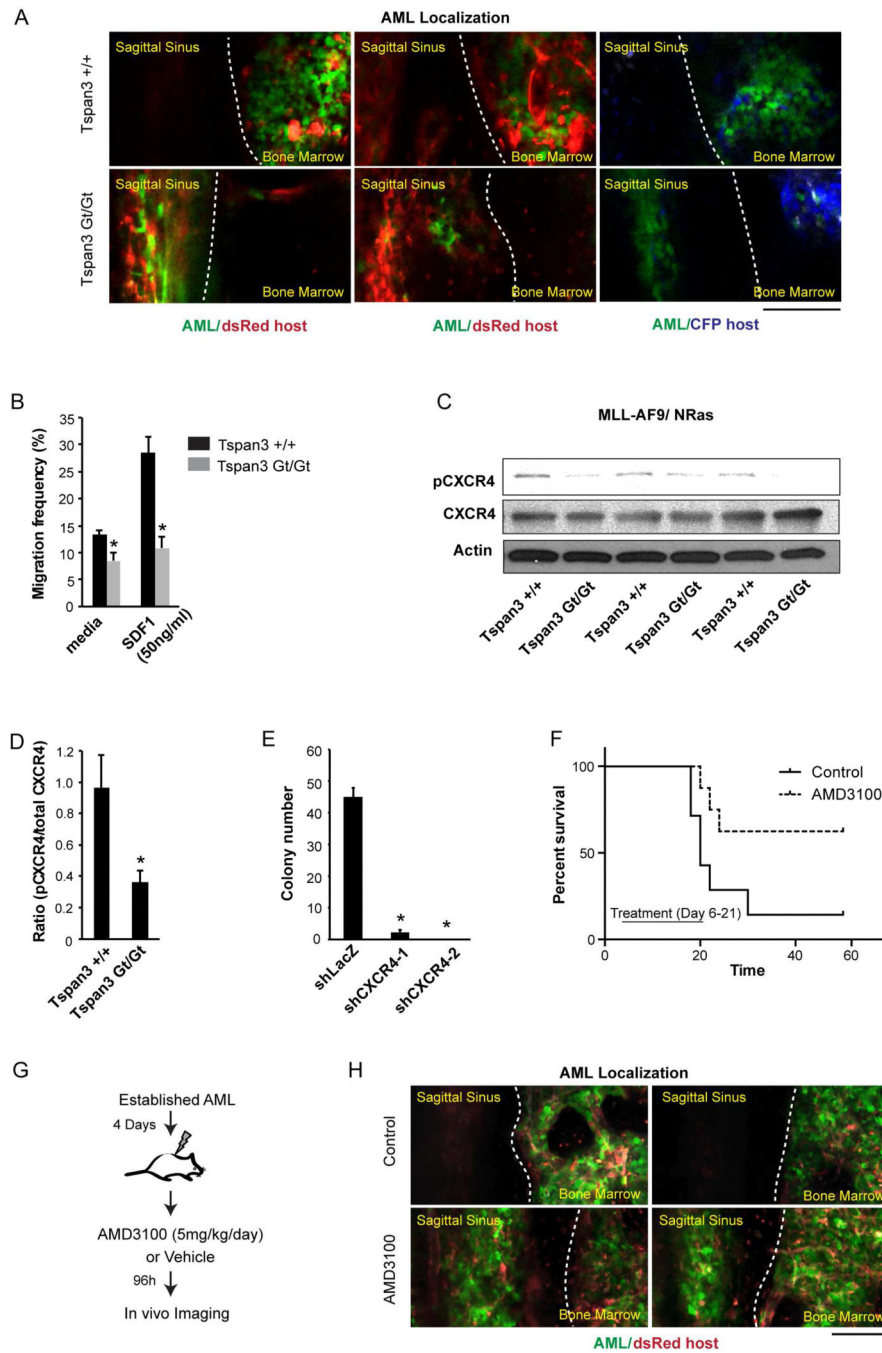 A
AML Localization
Tspan3 +/+
Sagittal Sinus
Bone Marrow
Sagittal Sinus
Bone Marrow
Sagittal Sinus
Bone Marrow
Tspan3 Gt/Gt
Sagittal Sinus
Bone Marrow
Sagittal Sinus
Bone Marrow
Sagittal Sinus
Bone Marrow
AML/dsRed host
AML/dsRed host
AML/CFP host
B
Migration frequency (%)
35
30
25
20
15
10
5
0
*
*
media
SDF1
(50ng/ml)
Tspan3 +/+
Tspan3 Gt/Gt
C
MLL-AF9/ NRas
pCXCR4
CXCR4
Actin
Tspan3 +/+
Tspan3 Gt/Gt
Tspan3 +/+
Tspan3 Gt/Gt
Tspan3 +/+
Tspan3 Gt/Gt
D
Ratio (pCXCR4/total CXCR4)
1.2
1.0
0.8
0.6
0.4
0.2
0
*
Tspan3 +/+
Tspan3 Gt/Gt
E
Colony number
60
50
40
30
20
10
0
*
*
shLacZ
shCXCR4-1
shCXCR4-2
F
Percent survival
100
50
0
Control
AMD3100
Treatment (Day 6-21)
0
20
40
60
Time
G
Established AML
4 Days
AMD3100 (5mg/kg/day)
or Vehicle
96h
In vivo Imaging
H
AML Localization
Control
Sagittal Sinus
Bone Marrow
Sagittal Sinus
Bone Marrow
AMD3100
Sagittal Sinus
Bone Marrow
Sagittal Sinus
Bone Marrow
AML/dsRed host